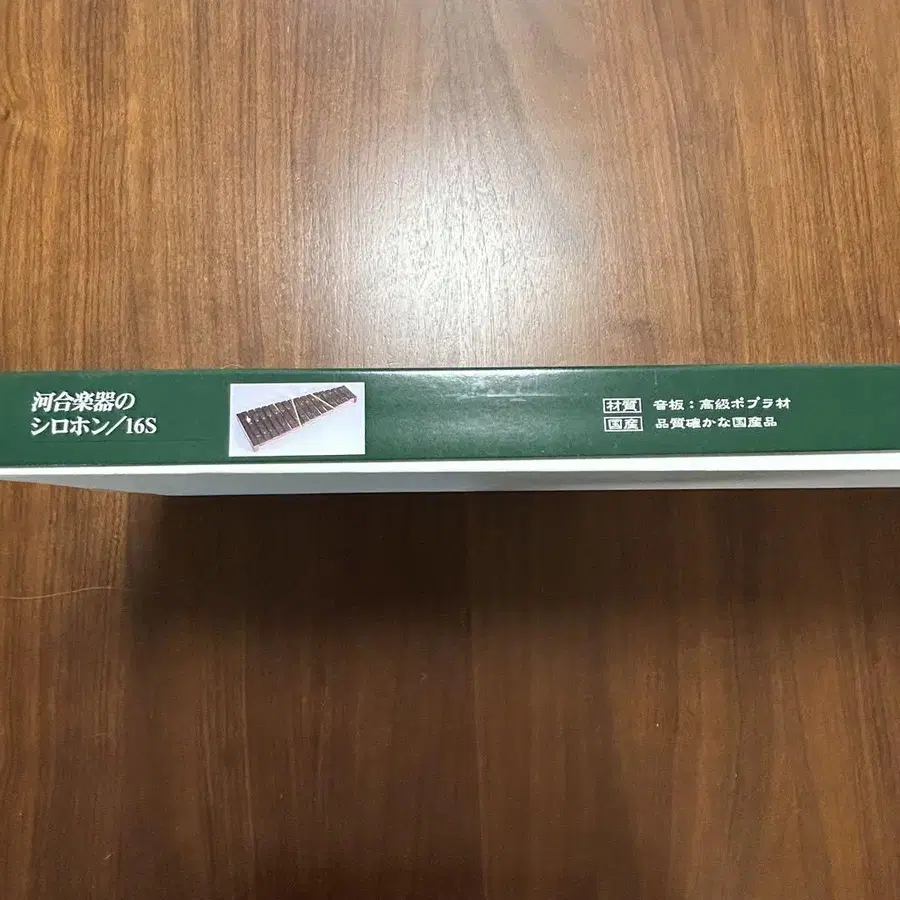 河合楽器の
シロホン/16S
材質 音板:高級ポプラ材
国産 品質確かな国産品